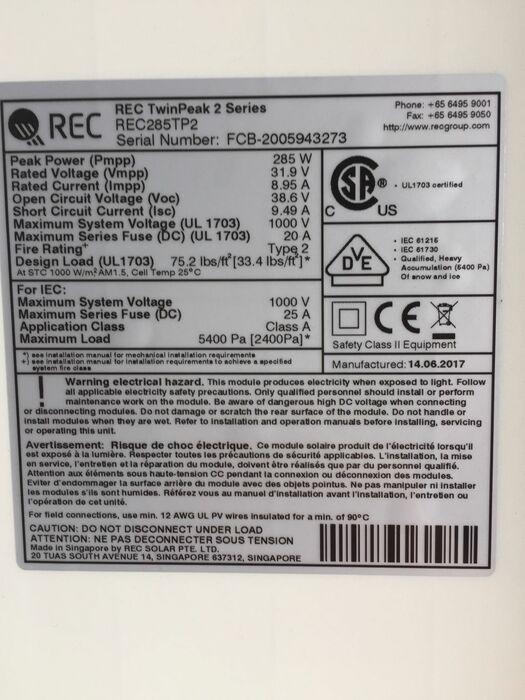 REC
REC TwinPeak 2 Series
REC285TP2
Serial Number: FCB-2005943273
Phone: +65 6495 9001
Fax: +65 6495 9050
http://www.recgroup.com
Peak Power (Pmpp) 285 W
Rated Voltage (Vmpp) 31.9 V
Rated Current (Impp) 8.95 A
Open Circuit Voltage (Voc) 38.6 V
Short Circuit Current (Isc) 9.49 A
Maximum System Voltage (UL 1703) 1000 V
Maximum Series Fuse (DC) (UL 1703) 20 A
Fire Rating+ Type 2
Design Load (UL1703) 75.2 lbs/ft²[33.4 lbs/ft²]*
At STC 1000 W/m², AM1.5, Cell Temp 25°C
For IEC:
Maximum System Voltage 1000 V
Maximum Series Fuse (DC) 25 A
Application Class Class A
Maximum Load 5400 Pa [2400Pa]*
SA ®
C US
• UL1703 certified
DVE
• IEC 61215
• IEC 61730
• Qualified, Heavy
Accumulation (5400 Pa)
Of snow and ice
CE
Safety Class II Equipment
Manufactured: 14.06.2017
*) see installation manual for mechanical installation requirements
+) see installation manual for installation requirements to achieve a specified
system fire class
! Warning electrical hazard. This module produces electricity when exposed to light. Follow
all applicable electricity safety precautions. Only qualified personnel should install or perform
maintenance work on the module. Be aware of dangerous high DC voltage when connecting
or disconnecting modules. Do not damage or scratch the rear surface of the module. Do not handle or
install modules when they are wet. Refer to installation and operation manuals before installing, servicing
or operating this unit.
Avertissement: Risque de choc électrique. Ce module solaire produit de l'électricité lorsqu'il
est exposé à la lumière. Respecter toutes les précautions de sécurité applicables. L'installation, la mise
en service, l'entretien et la réparation du module, doivent être réalisés que par du personnel qualifié.
Attention aux éléments sous haute-tension CC pendant la connexion ou déconnexion des modules.
Eviter d'endommager la surface arrière du module avec des objets pointus. Ne pas manipuler ni installer
les modules s'ils sont humides. Référez vous au manuel d'installation avant l'installation, l'entretien ou
l'opération de cet unité.
For field connections, use min. 12 AWG UL PV wires insulated for a min. of 90°C
CAUTION: DO NOT DISCONNECT UNDER LOAD
ATTENTION: NE PAS DECONNECTER SOUS TENSION
Made in Singapore by REC SOLAR PTE. LTD.
20 TUAS SOUTH AVENUE 14, SINGAPORE 637312, SINGAPORE